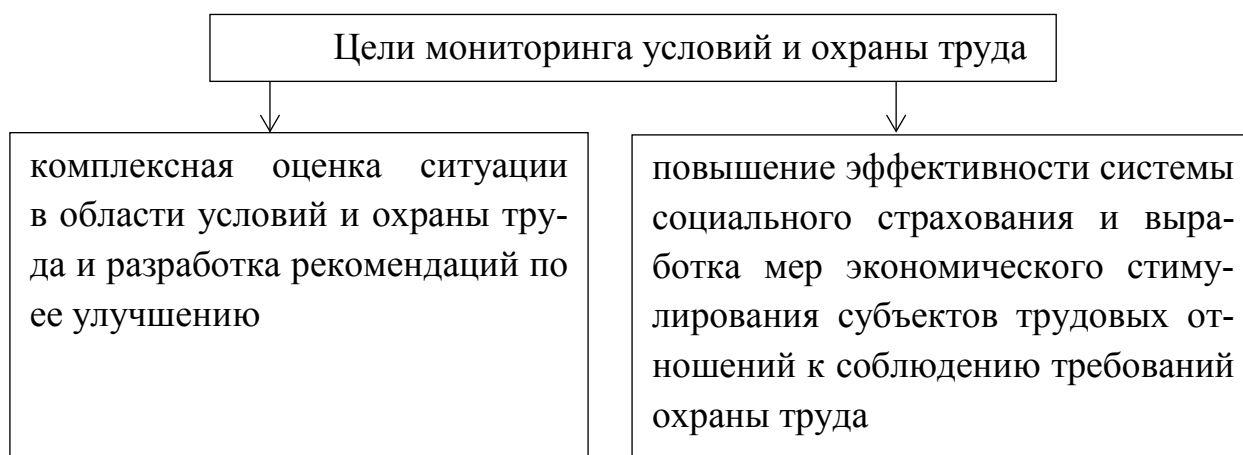 Цели мониторинга условий и охраны труда
комплексная оценка ситуации
в области условий и охраны тру-
да и разработка рекомендаций по
ее улучшению
повышение эффективности системы
социального страхования и выра-
ботка мер экономического стиму-
лирования субъектов трудовых от-
ношений к соблюдению требований
охраны труда